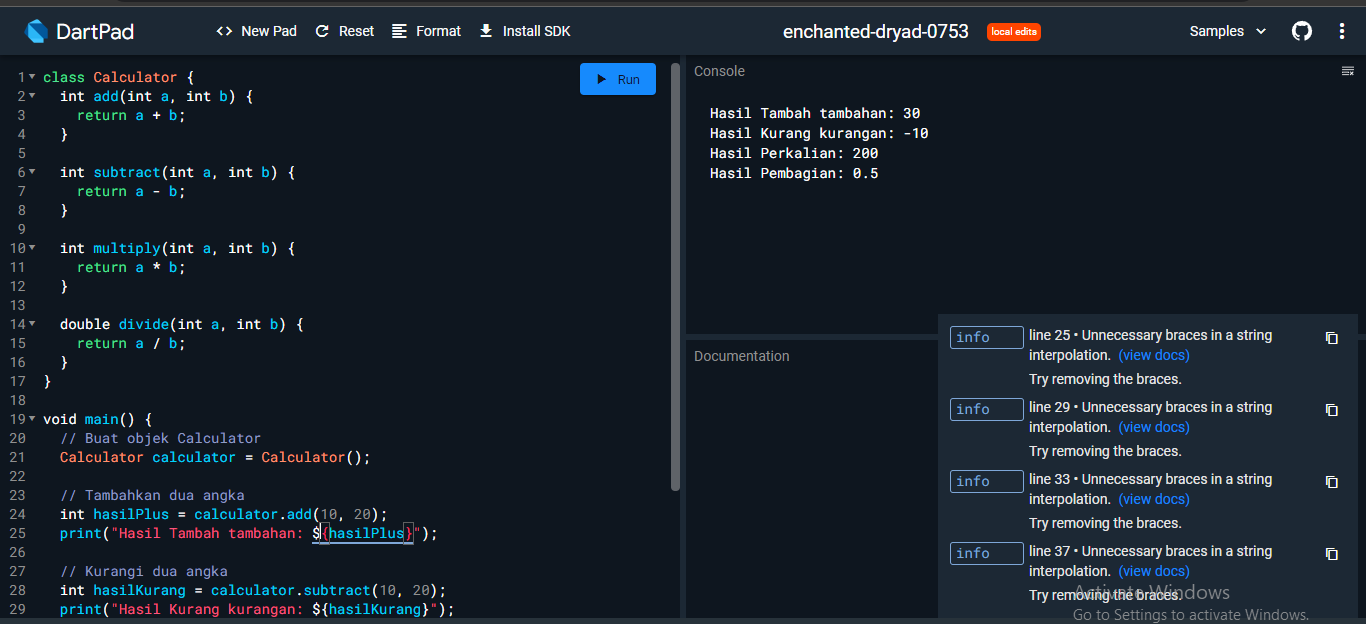 DartPad
<> New Pad Reset Format Install SDK
enchanted-dryad-0753 local edits
Samples
1 class Calculator {
2   int add(int a, int b) {
3     return a + b;
4   }
5
6   int subtract(int a, int b) {
7     return a - b;
8   }
9
10   int multiply(int a, int b) {
11     return a * b;
12   }
13
14   double divide(int a, int b) {
15     return a / b;
16   }
17 }
18
19 void main() {
20   // Buat objek Calculator
21   Calculator calculator = Calculator();
22
23   // Tambahkan dua angka
24   int hasilPlus = calculator.add(10, 20);
25   print("Hasil Tambah tambahan: ${hasilPlus}");
26
27   // Kurangi dua angka
28   int hasilKurang = calculator.subtract(10, 20);
29   print("Hasil Kurang kurangan: ${hasilKurang}");
Run
Console
Hasil Tambah tambahan: 30
Hasil Kurang kurangan: -10
Hasil Perkalian: 200
Hasil Pembagian: 0.5
Documentation
info line 25 • Unnecessary braces in a string
interpolation. (view docs)
Try removing the braces.
info line 29 • Unnecessary braces in a string
interpolation. (view docs)
Try removing the braces.
info line 33 • Unnecessary braces in a string
interpolation. (view docs)
Try removing the braces.
info line 37 • Unnecessary braces in a string
interpolation. (view docs)
Try removing the braces.
Activate Windows
Go to Settings to activate Windows.